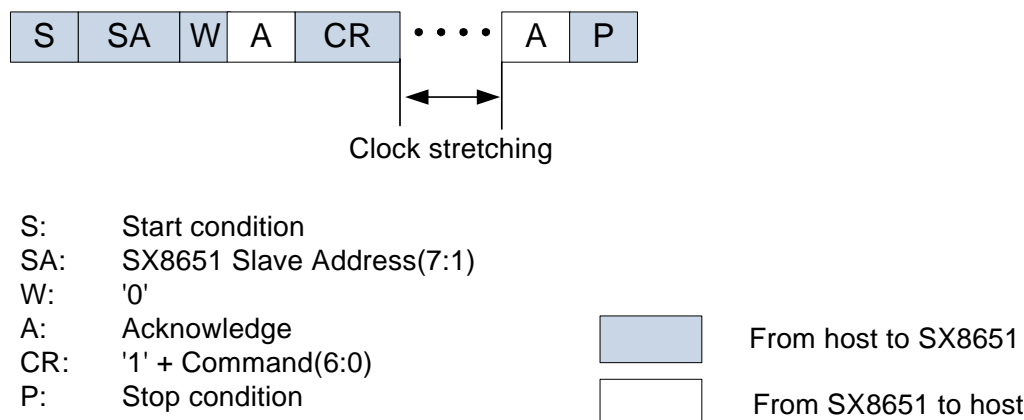 S SA W A CR A P
Clock stretching
S: Start condition
SA: SX8651 Slave Address(7:1)
W: '0'
A: Acknowledge
CR: '1' + Command(6:0)
P: Stop condition
From host to SX8651
From SX8651 to host